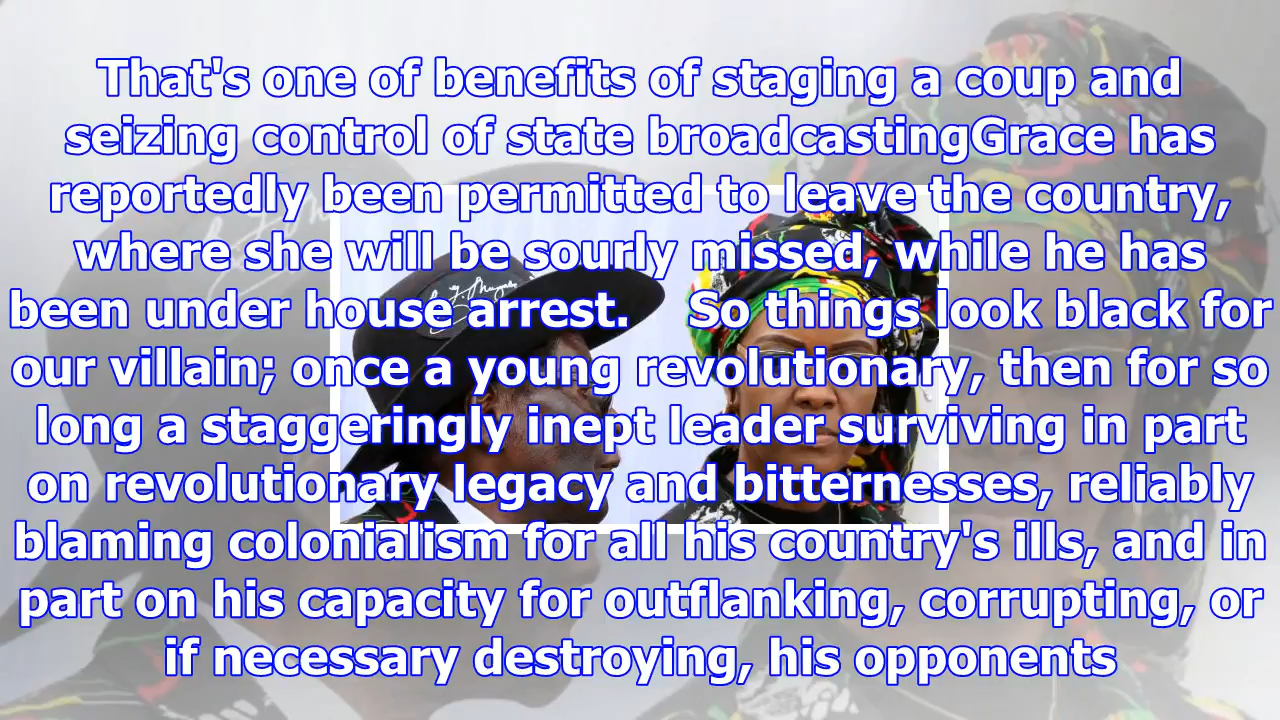 That's one of benefits of staging a coup and
seizing control of state broadcastingGrace has
reportedly been permitted to leave the country,
where she will be sourly missed, while he has
been under house arrest.    So things look black for
our villain; once a young revolutionary, then for so
long a staggeringly inept leader surviving in part
on revolutionary legacy and bitternesses, reliably
blaming colonialism for all his country's ills, and in
part on his capacity for outflanking, corrupting, or
if necessary destroying, his opponents